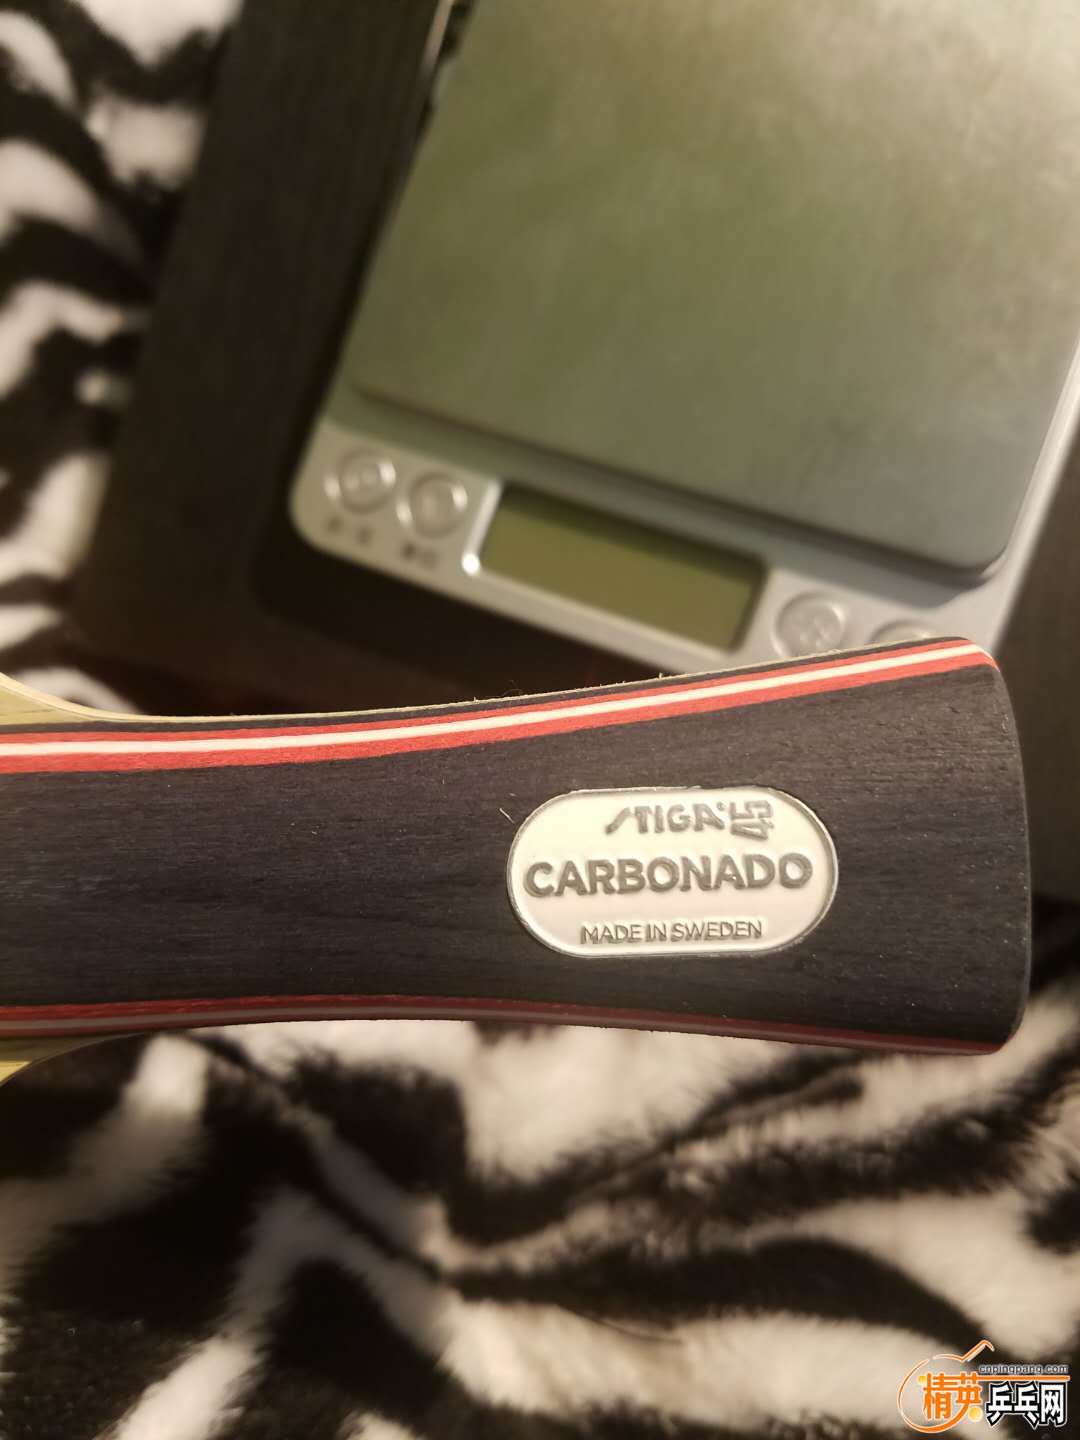 STIGA 45
CARBONADO
MADE IN SWEDEN
cnpingpang.com
精英乒乓网